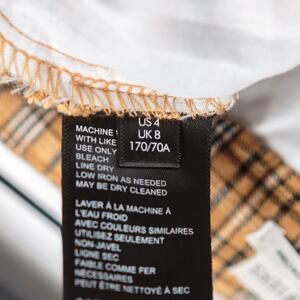 US 4
UK 8
170/70A
MACHINE
WITH LIKE
USE ONLY
BLEACH
LINE DRY
LOW IRON AS NEEDED
MAY BE DRY CLEANED
LAVER À LA MACHINE À
L'EAU FROID
AVEC COULEURS SIMILAIRES
UTILISEZ SEULEMENT
NON-JAVEL
LIGNE SEC
FAIBLE COMME FER
NÉCESSAIRES
PEUT ÊTRE NETTOYÉ À SEC